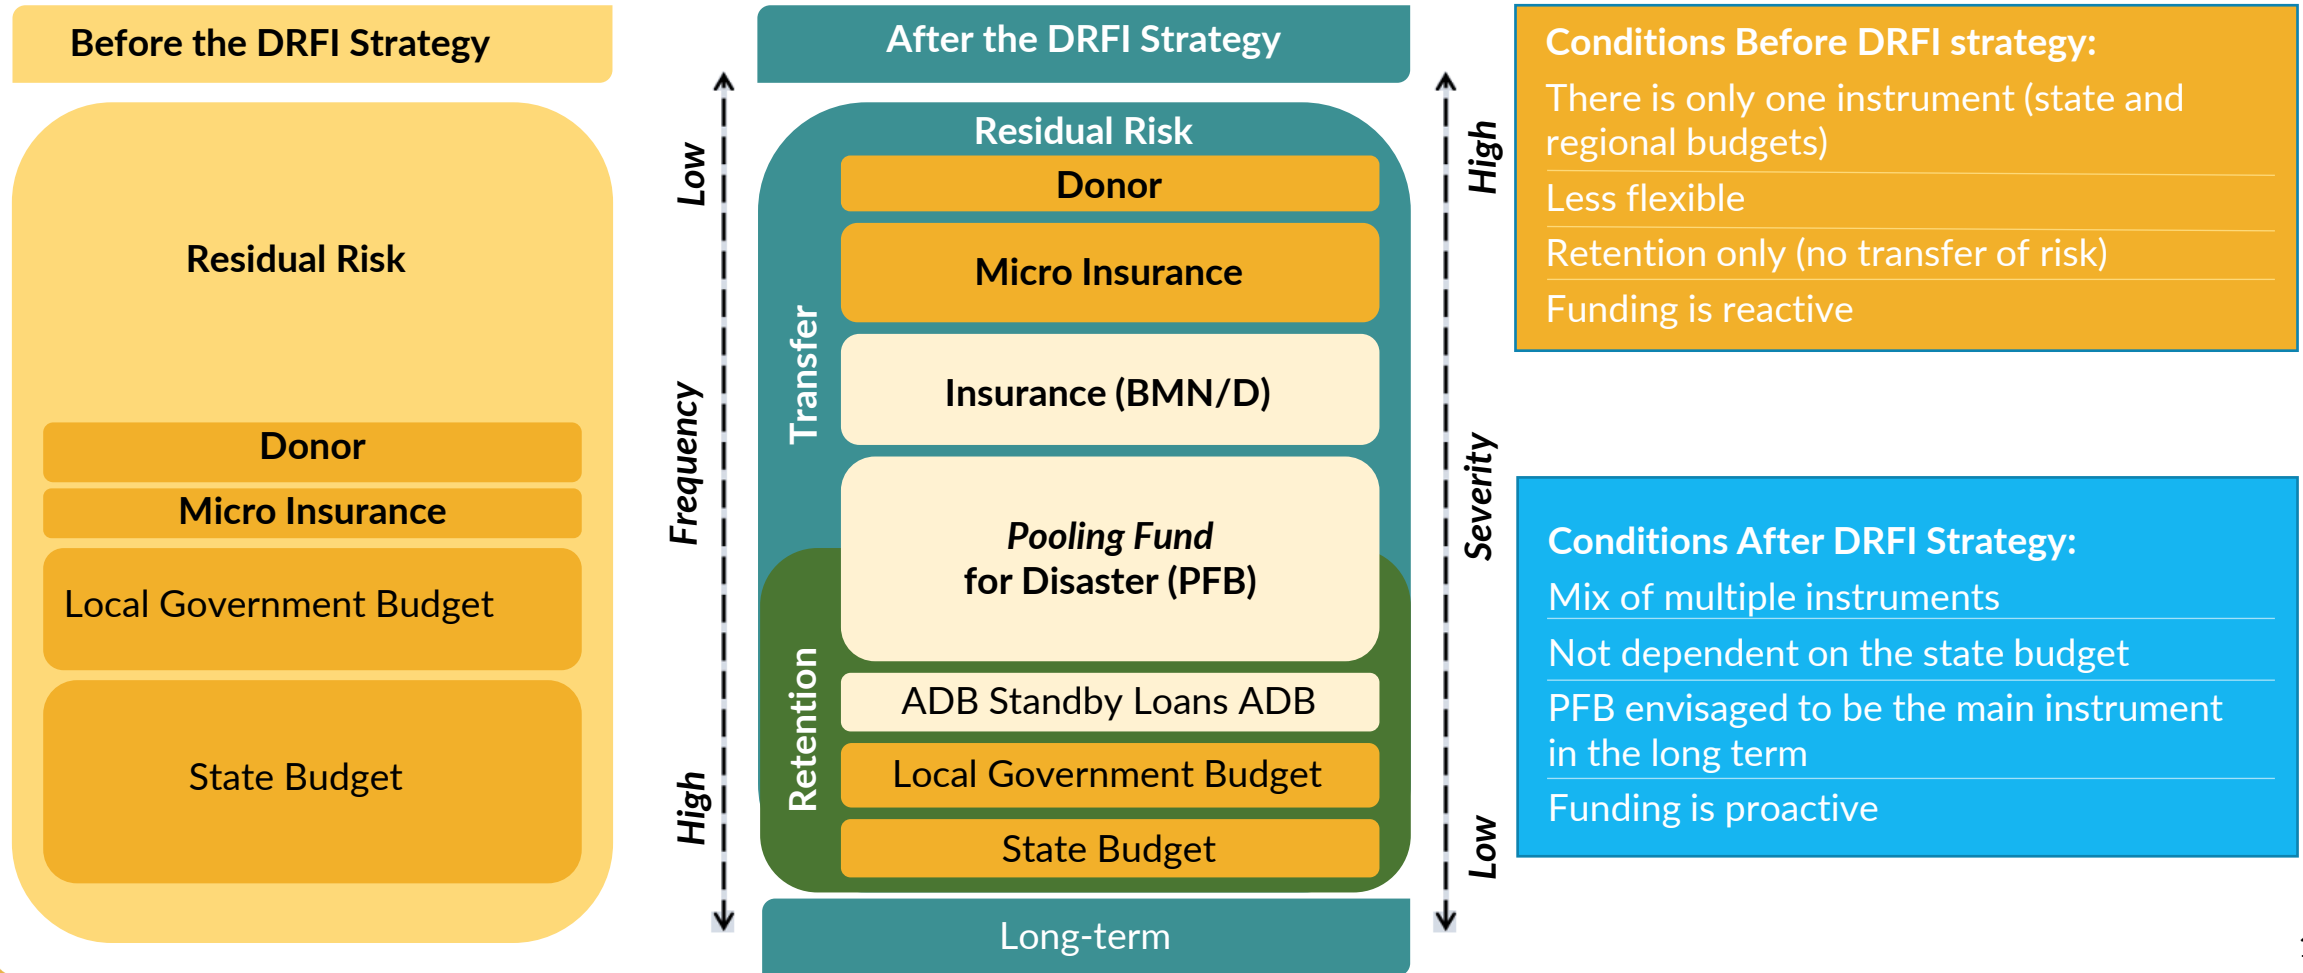 Before the DRFI Strategy
Residual Risk
Donor
Micro Insurance
Local Government Budget
State Budget
Low
Frequency
High
After the DRFI Strategy
Residual Risk
Transfer
Donor
Micro Insurance
Insurance (BMN/D)
Pooling Fund
for Disaster (PFB)
Retention
ADB Standby Loans ADB
Local Government Budget
State Budget
Long-term
High
Severity
Low
Conditions Before DRFI strategy:
There is only one instrument (state and
regional budgets)
Less flexible
Retention only (no transfer of risk)
Funding is reactive
Conditions After DRFI Strategy:
Mix of multiple instruments
Not dependent on the state budget
PFB envisaged to be the main instrument
in the long term
Funding is proactive